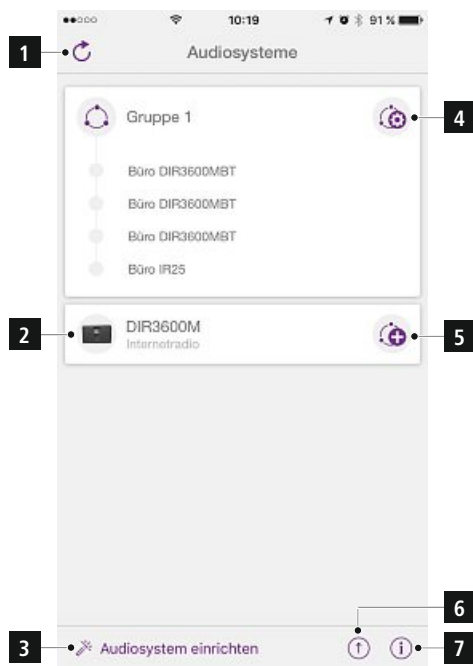 10:19 91 %
1 Audiosysteme
Gruppe 1 4
Büro DIR3600MBT
Büro DIR3600MBT
Büro DIR3600MBT
Büro IR25
2 DIR3600M 5
Internetradio
6
3 Audiosystem einrichten 7